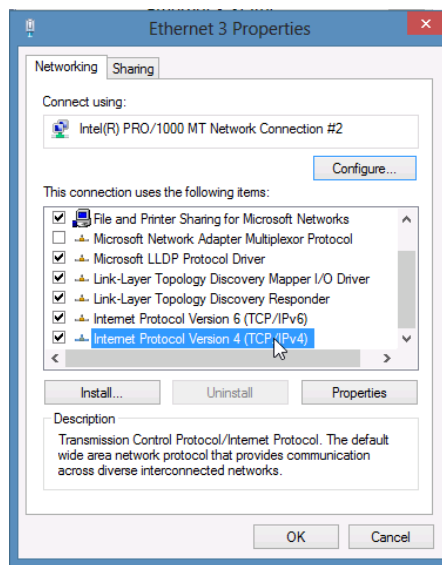 Ethernet 3 Properties
Networking
Sharing
Connect using:
Intel(R) PRO/1000 MT Network Connection #2
Configure...
This connection uses the following items:
File and Printer Sharing for Microsoft Networks
Microsoft Network Adapter Multiplexor Protocol
Microsoft LLDP Protocol Driver
Link-Layer Topology Discovery Mapper I/O Driver
Link-Layer Topology Discovery Responder
Internet Protocol Version 6 (TCP/IPv6)
Internet Protocol Version 4 (TCP/IPv4)
Install...
Uninstall
Properties
Description
Transmission Control Protocol/Internet Protocol. The default
wide area network protocol that provides communication
across diverse interconnected networks.
OK
Cancel